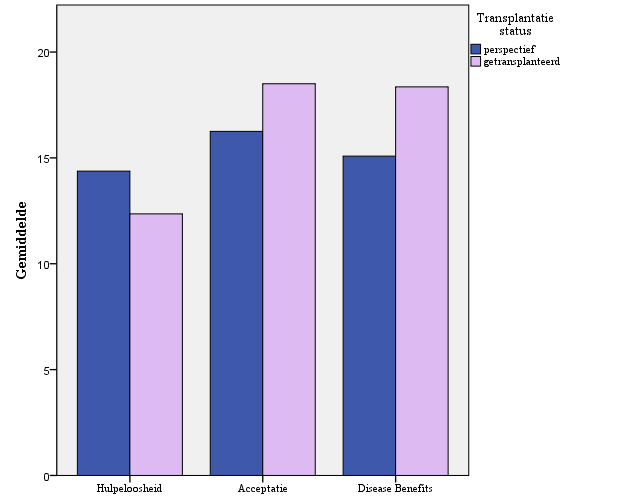 Transplantatie
status
perspectief
getransplanteerd
Gemiddelde
20
15
10
5
0
Hulpeloosheid
Acceptatie
Disease Benefits